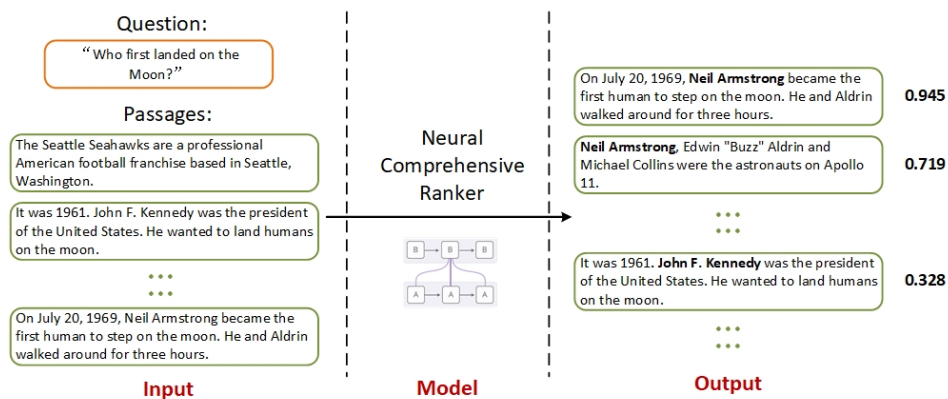 Question:
“Who first landed on the
Moon?”
Passages:
The Seattle Seahawks are a professional
American football franchise based in Seattle,
Washington.
It was 1961. John F. Kennedy was the president
of the United States. He wanted to land humans
on the moon.
On July 20, 1969, Neil Armstrong became the
first human to step on the moon. He and Aldrin
walked around for three hours.
Input
Neural
Comprehensive
Ranker
B B B
A A A
Model
On July 20, 1969, Neil Armstrong became the
first human to step on the moon. He and Aldrin
walked around for three hours.
0.945
Neil Armstrong, Edwin "Buzz" Aldrin and
Michael Collins were the astronauts on Apollo
11.
0.719
It was 1961. John F. Kennedy was the president
of the United States. He wanted to land humans
on the moon.
0.328
Output